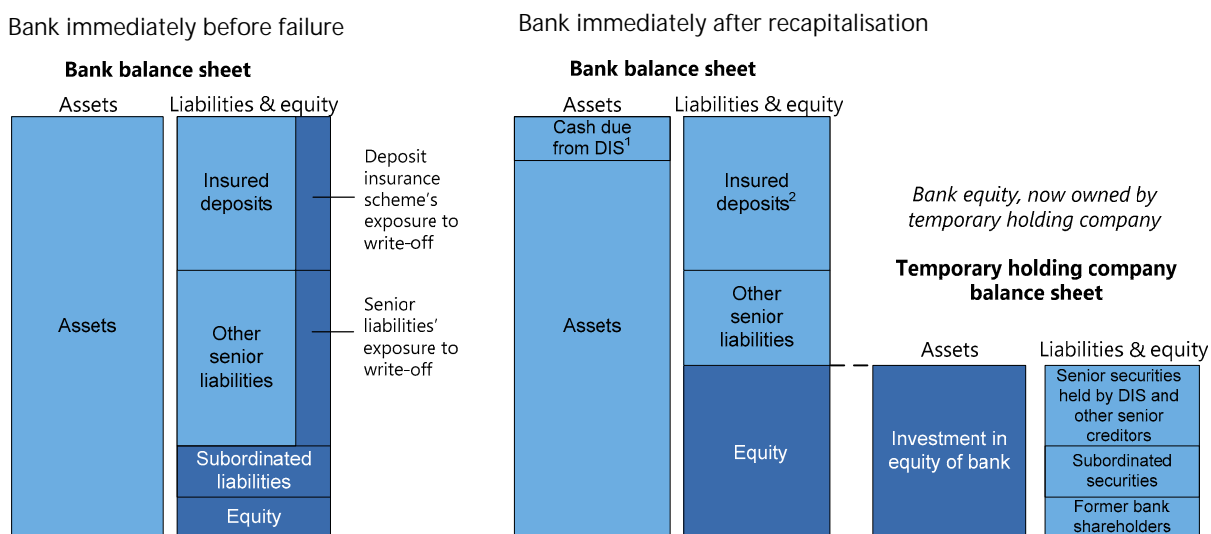 Bank immediately before failure
Bank balance sheet
Assets
Liabilities & equity
Assets
Insured
deposits
Other
senior
liabilities
Subordinated
liabilities
Equity
Deposit
insurance
scheme's
exposure to
write-off
Senior
liabilities'
exposure to
write-off
Bank immediately after recapitalisation
Bank balance sheet
Assets
Liabilities & equity
Cash due
from DIS¹
Assets
Insured
deposits²
Other
senior
liabilities
Equity
Bank equity, now owned by
temporary holding company
Temporary holding company
balance sheet
Assets
Liabilities & equity
Investment in
equity of bank
Senior securities
held by DIS and
other senior
creditors
Subordinated
securities
Former bank
shareholders